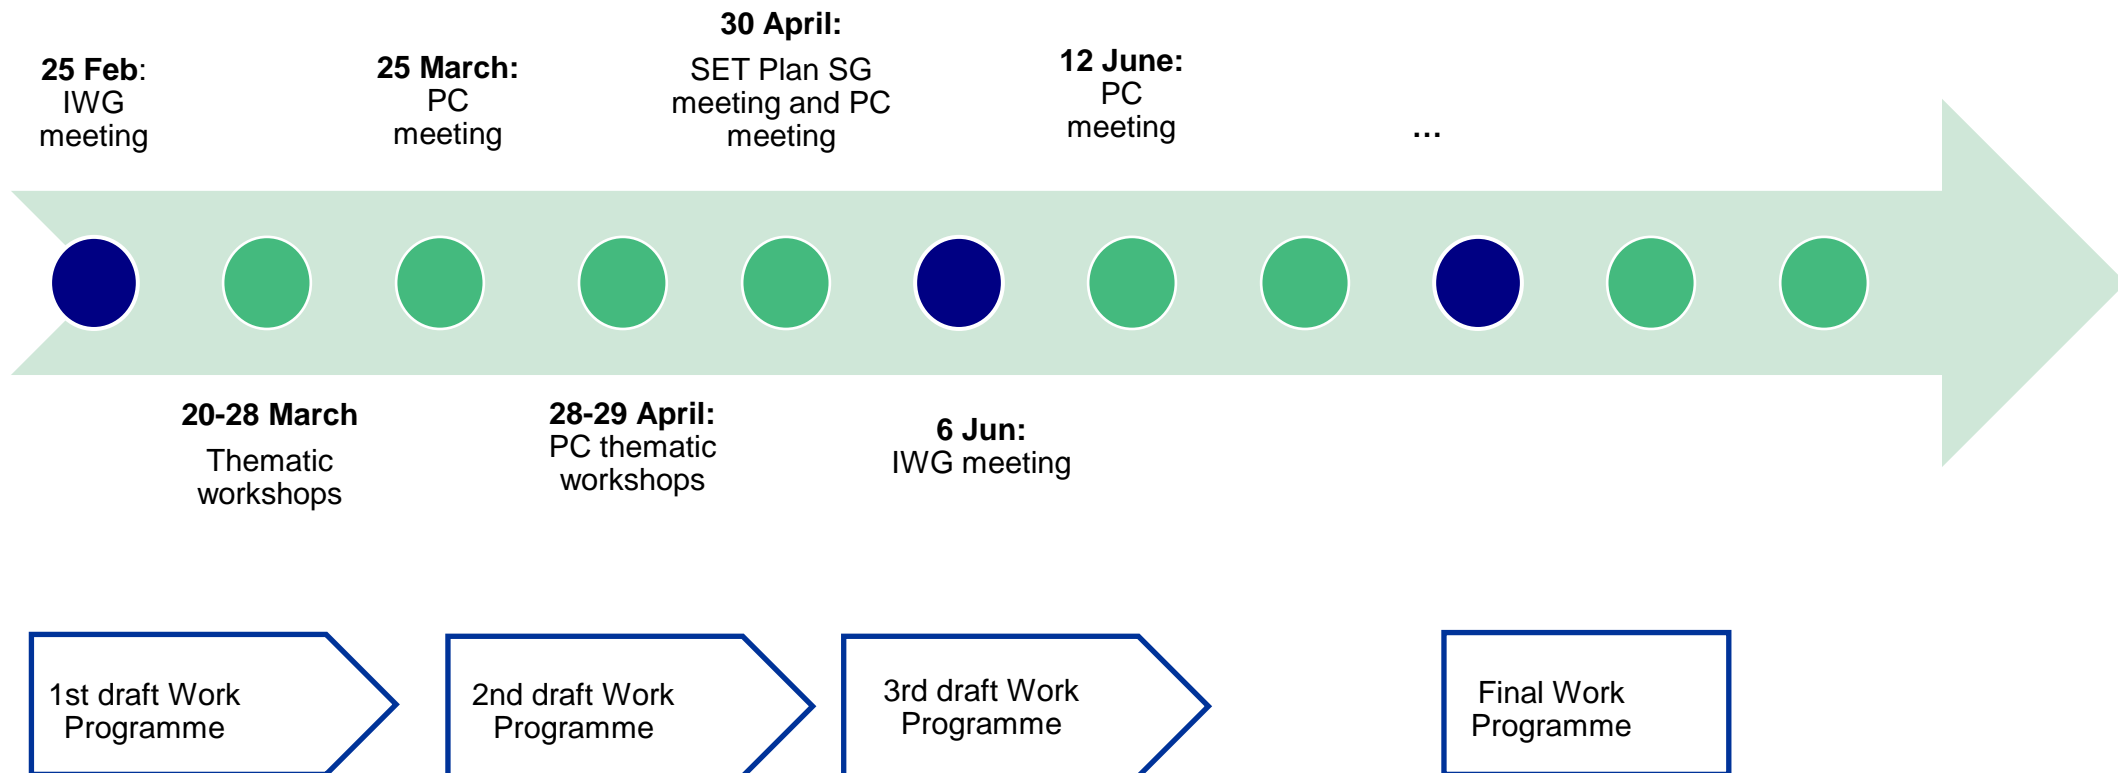 25 Feb:
IWG
meeting
25 March:
PC
meeting
30 April:
SET Plan SG
meeting and PC
meeting
12 June:
PC
meeting
...
20-28 March
Thematic
workshops
28-29 April:
PC thematic
workshops
6 Jun:
IWG meeting
1st draft Work
Programme
2nd draft Work
Programme
3rd draft Work
Programme
Final Work
Programme